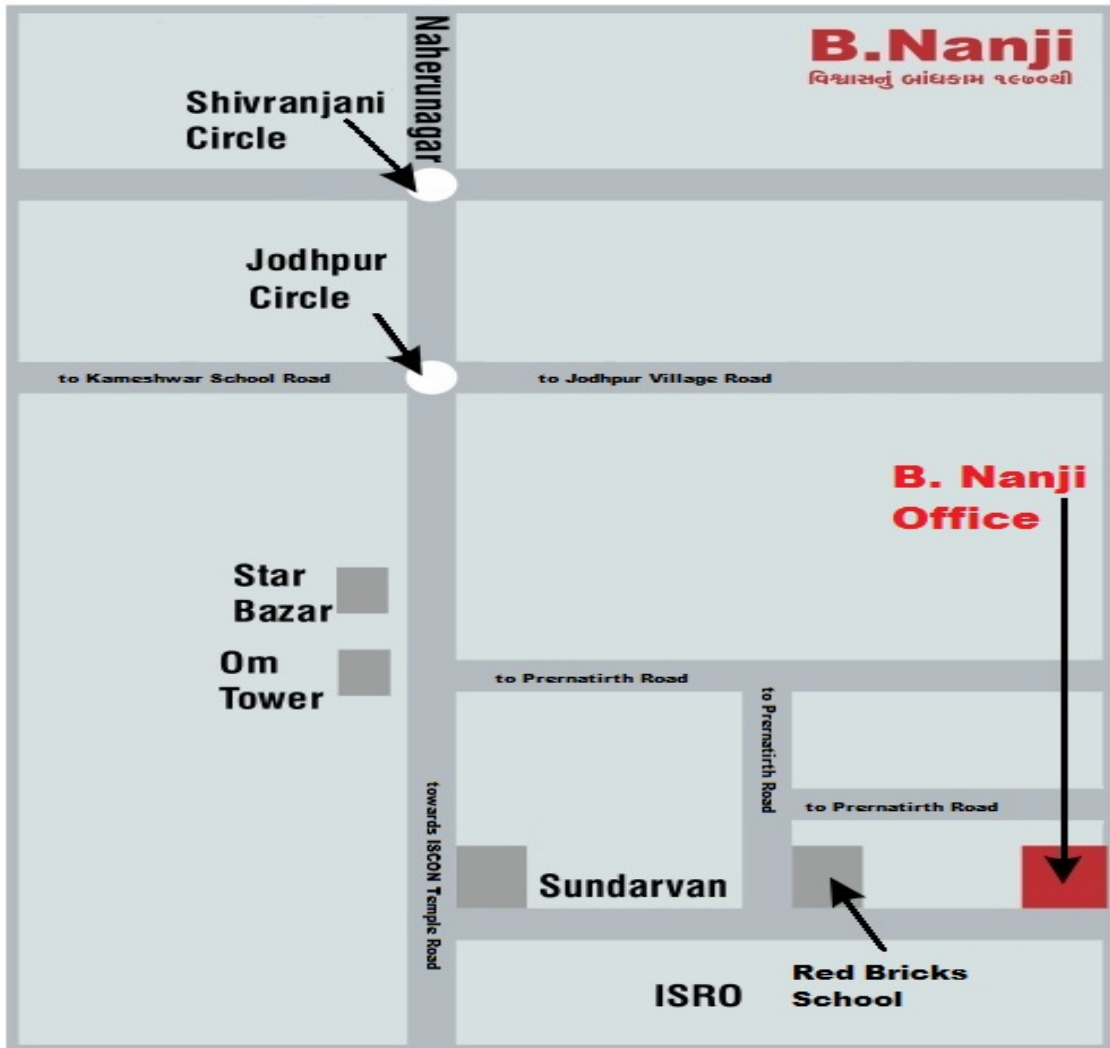 Naherunagar
B.Nanji
વિશ્વાસનું બાંધકામ ૧૯૭૦થી
Shivranjani
Circle
Jodhpur
Circle
to Kameshwar School Road
to Jodhpur Village Road
B. Nanji
Office
Star
Bazar
Om
Tower
to Prernatirth Road
to Prernatirth Road
towards ISCON Temple Road
to Prernatirth Road
Sundarvan
Red Bricks
School
ISRO